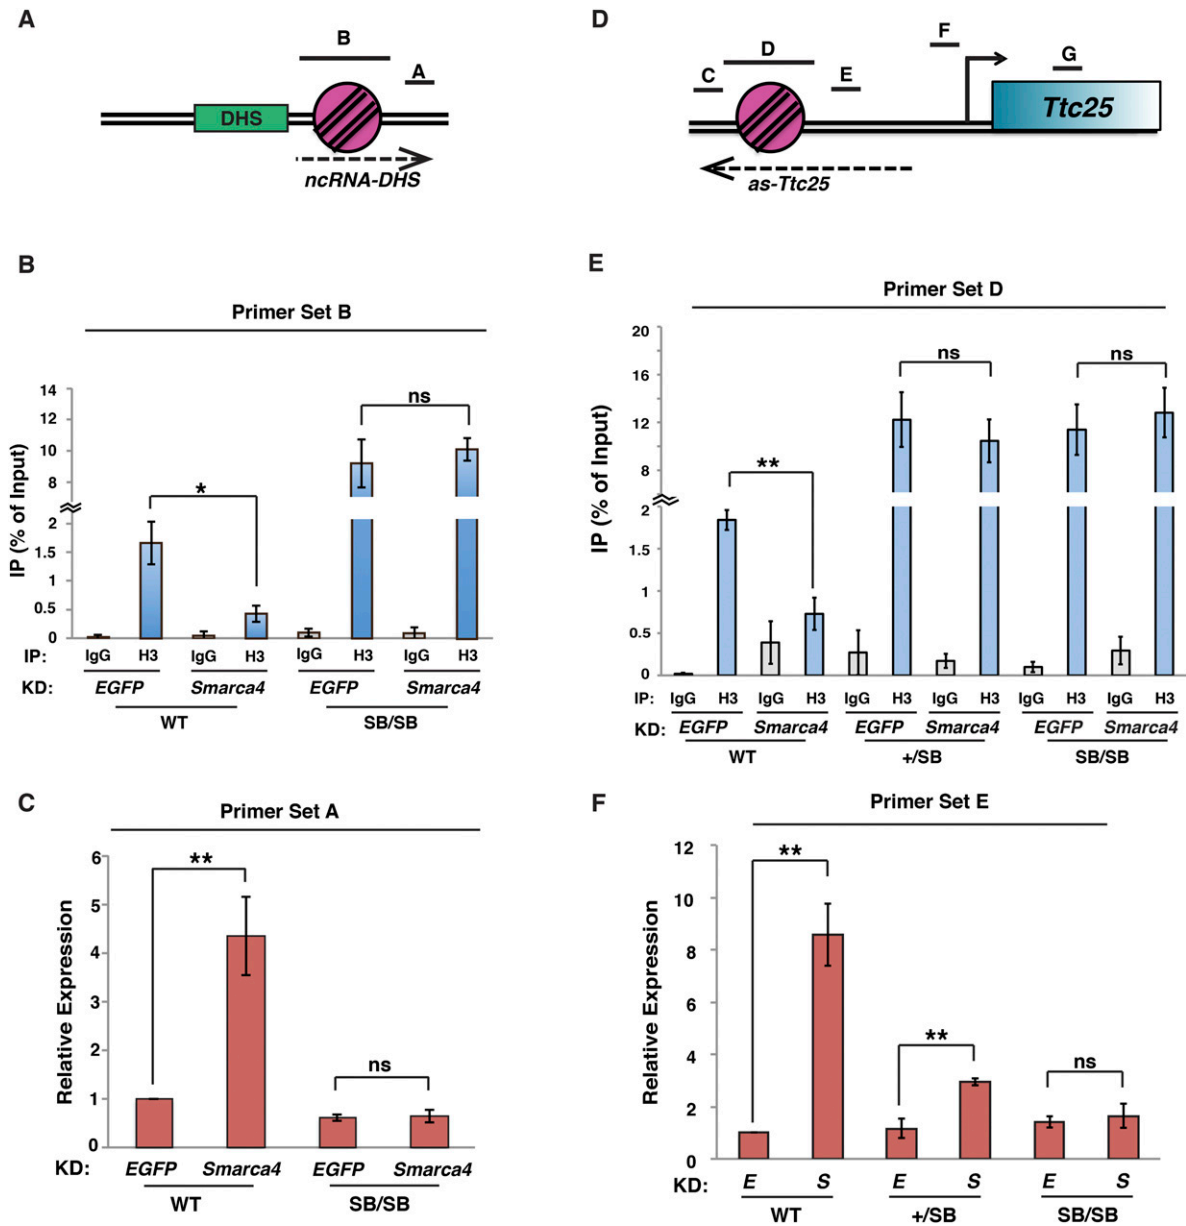 A
B
A
DHS
ncRNA-DHS
B
Primer Set B
IP (% of Input)
14
12
10
8
2
1.5
1
0.5
0
*
ns
IP: IgG H3 IgG H3 IgG H3 IgG H3
KD: EGFP Smarca4 EGFP Smarca4
WT SB/SB
C
Primer Set A
Relative Expression
6
5
4
3
2
1
0
**
ns
KD: EGFP Smarca4 EGFP Smarca4
WT SB/SB
D
F
D
G
C
E
Ttc25
as-Ttc25
E
Primer Set D
IP (% of Input)
20
16
12
8
2
1.5
1
0.5
0
**
ns
ns
IP: IgG H3 IgG H3 IgG H3 IgG H3 IgG H3 IgG H3
KD: EGFP Smarca4 EGFP Smarca4 EGFP Smarca4
WT +/SB SB/SB
F
Primer Set E
Relative Expression
12
10
8
6
4
2
0
**
**
ns
KD: E S E S E S
WT +/SB SB/SB